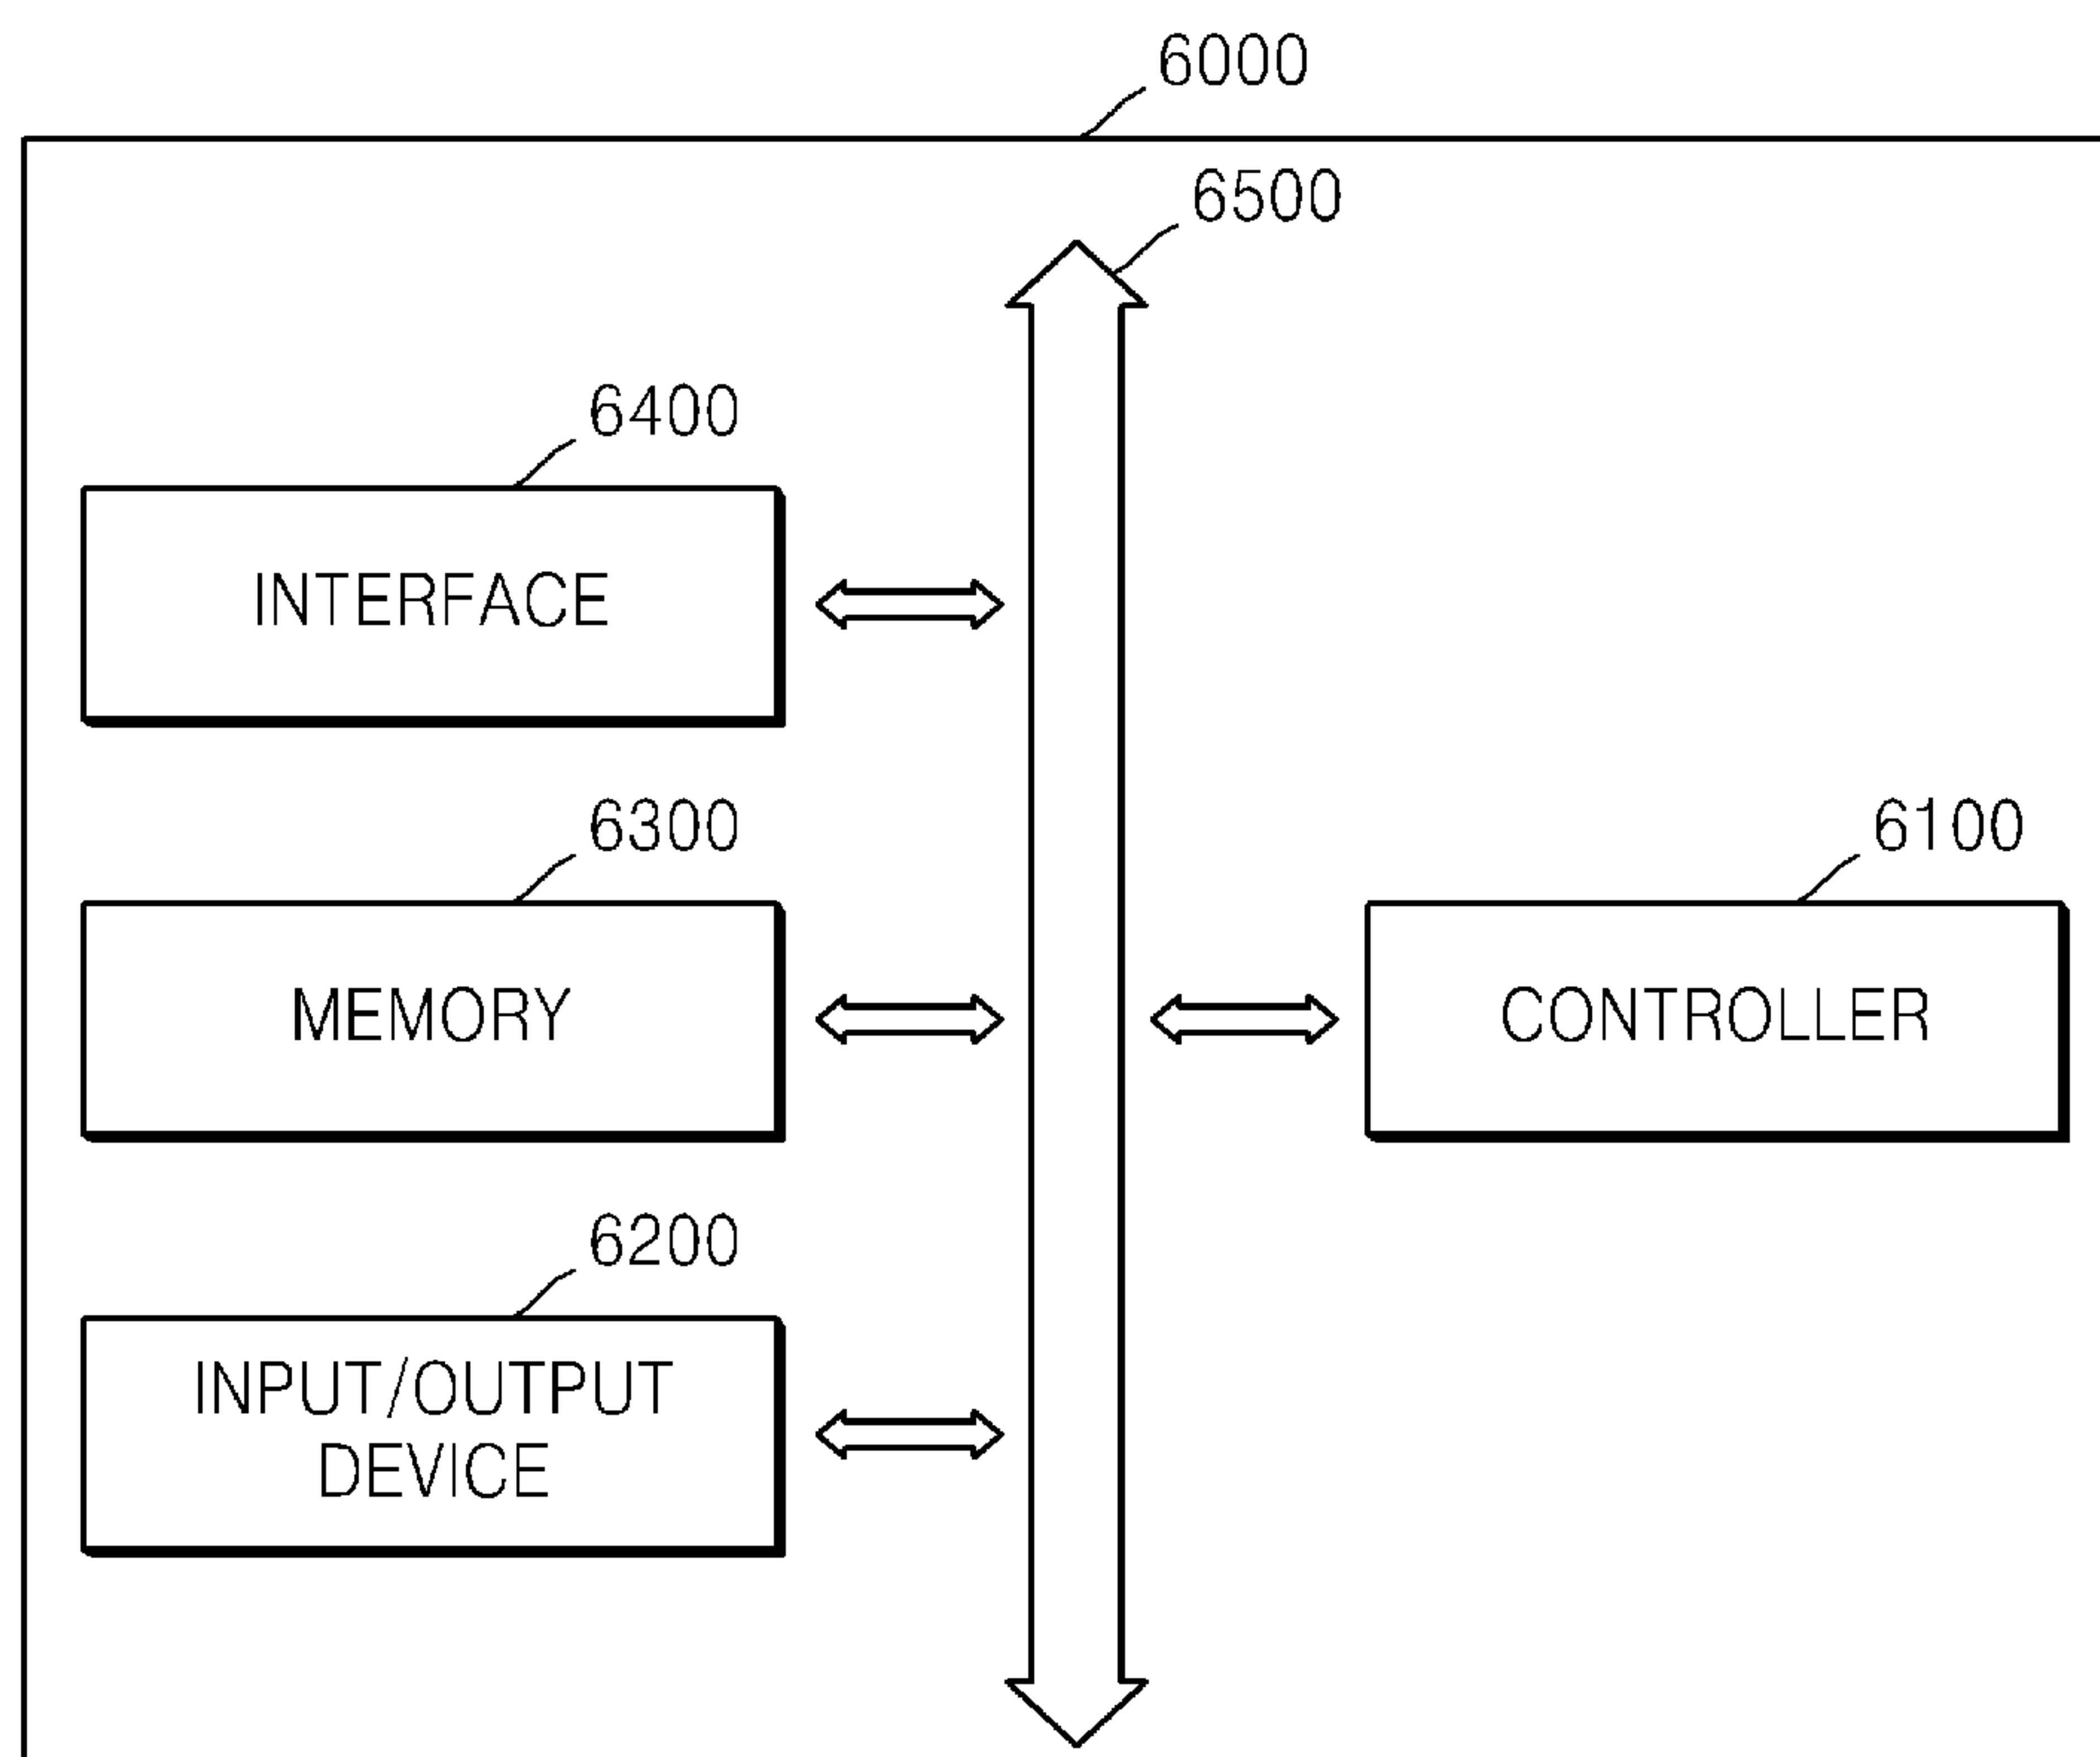 6000
6500
6400
INTERFACE
6300
6100
MEMORY
CONTROLLER
6200
INPUT/OUTPUT
DEVICE